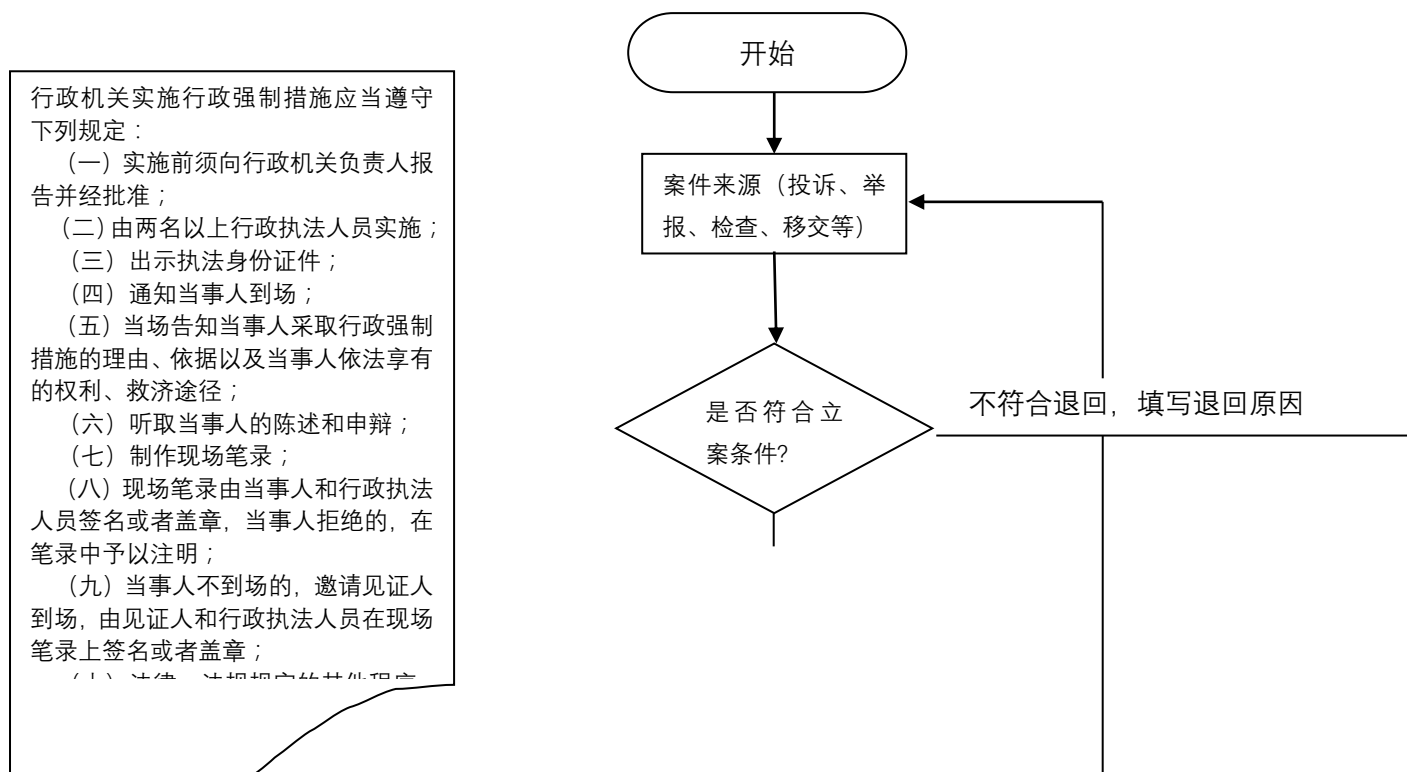 开始
行政机关实施行政强制措施应当遵守
下列规定：
（一）实施前须向行政机关负责人报
告并经批准；
（二）由两名以上行政执法人员实施；
（三）出示执法身份证件；
（四）通知当事人到场；
（五）当场告知当事人采取行政强制
措施的理由、依据以及当事人依法享有
的权利、救济途径；
（六）听取当事人的陈述和申辩；
（七）制作现场笔录；
（八）现场笔录由当事人和行政执法
人员签名或者盖章，当事人拒绝的，在
笔录中予以注明；
（九）当事人不到场的，邀请见证人
到场，由见证人和行政执法人员在现场
笔录上签名或者盖章；
案件来源（投诉、举
报、检查、移交等）
是否符合立
案条件?
不符合退回，填写退回原因